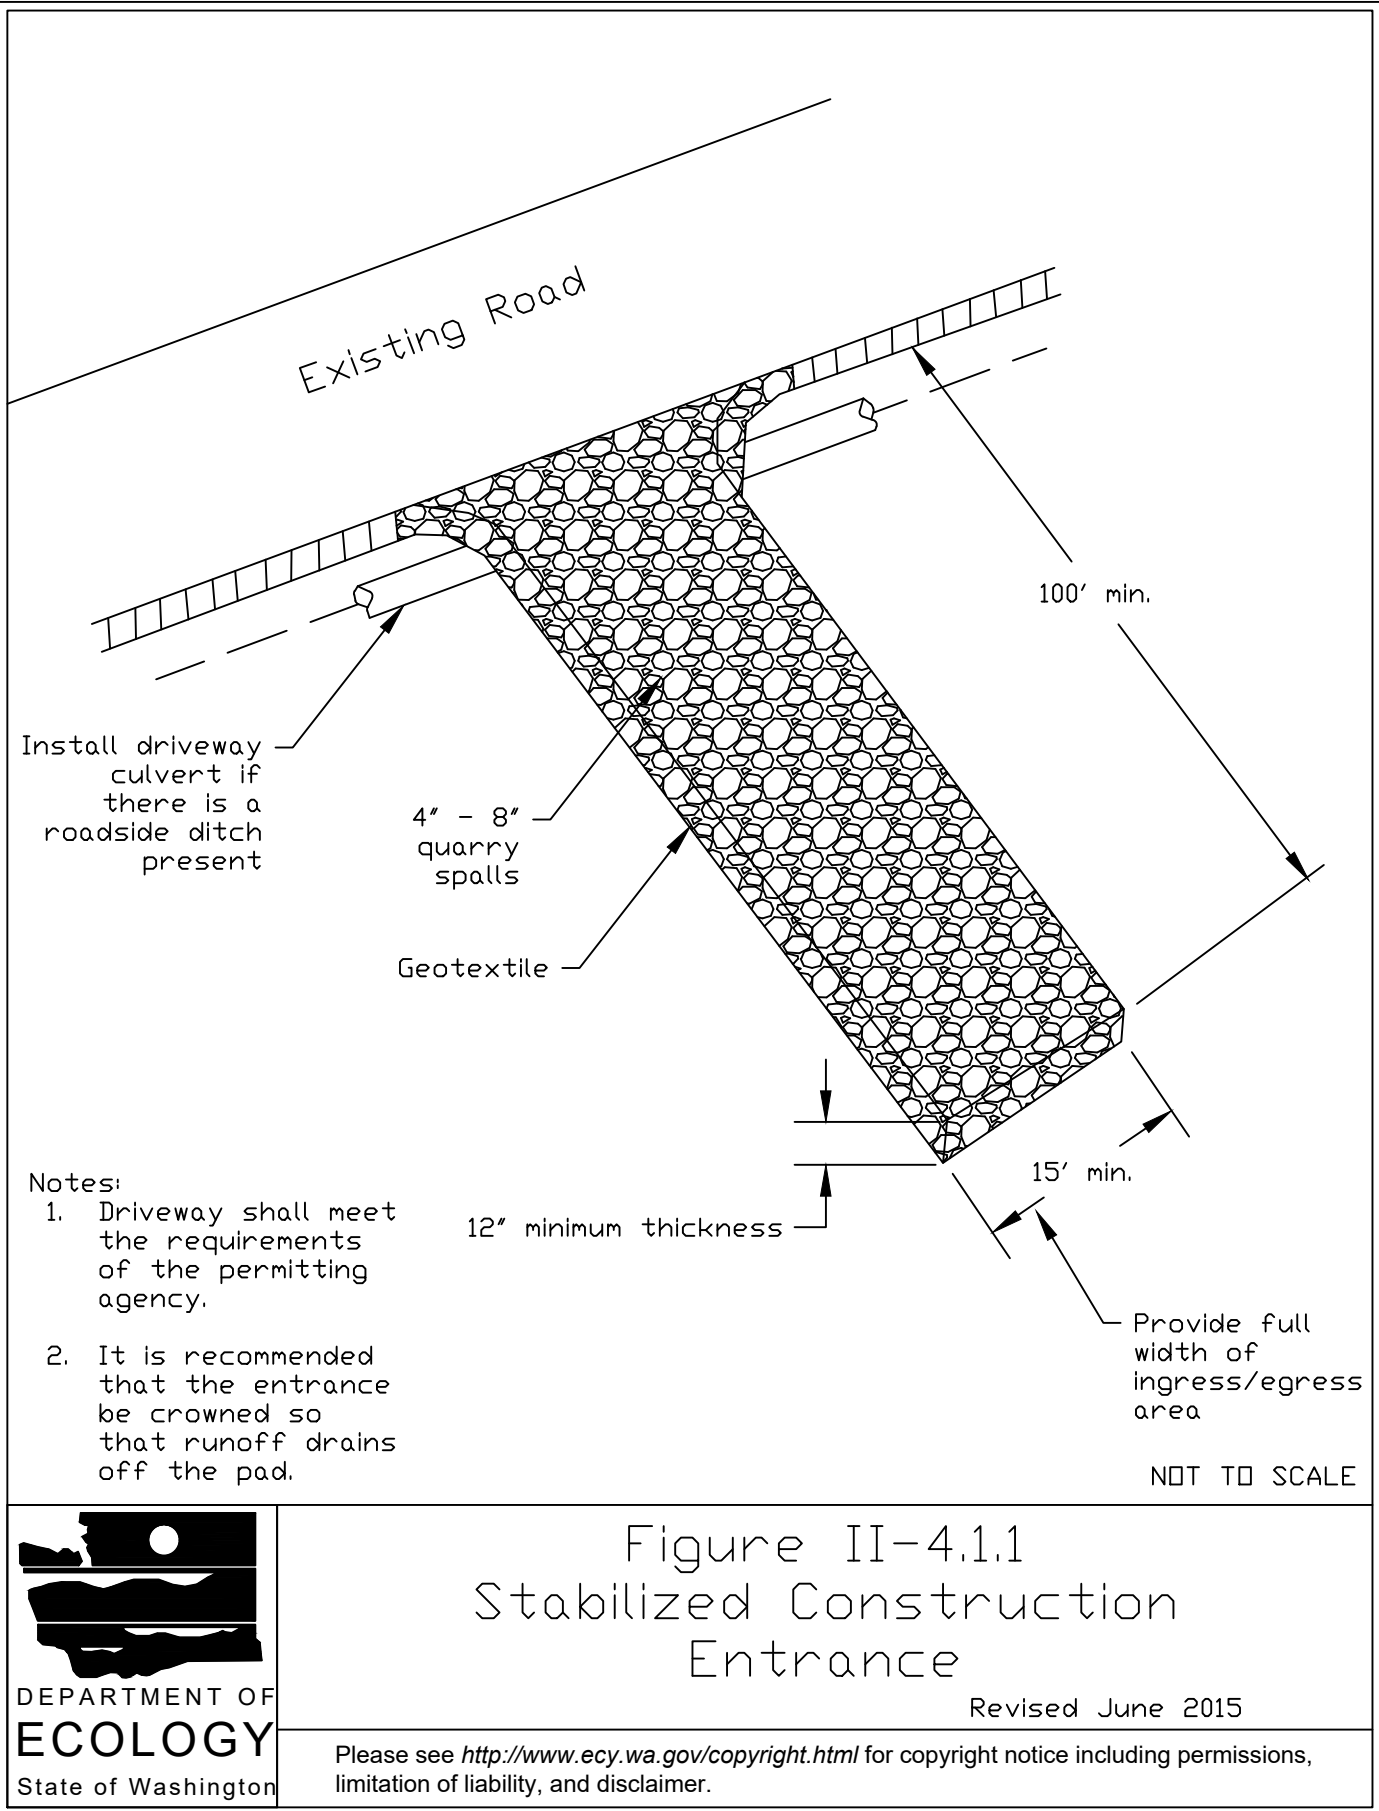 Existing Road
100' min.
Install driveway
culvert if
there is a
roadside ditch
present
4" - 8"
quarry
spalls
Geotextile
15' min.
12" minimum thickness
Notes:
1. Driveway shall meet
the requirements
of the permitting
agency.
2. It is recommended
that the entrance
be crowned so
that runoff drains
off the pad.
Provide full
width of
ingress/egress
area
NOT TO SCALE
DEPARTMENT OF
ECOLOGY
State of Washington
Figure II-4.1.1
Stabilized Construction
Entrance
Revised June 2015
Please see http://www.ecy.wa.gov/copyright.html for copyright notice including permissions,
limitation of liability, and disclaimer.